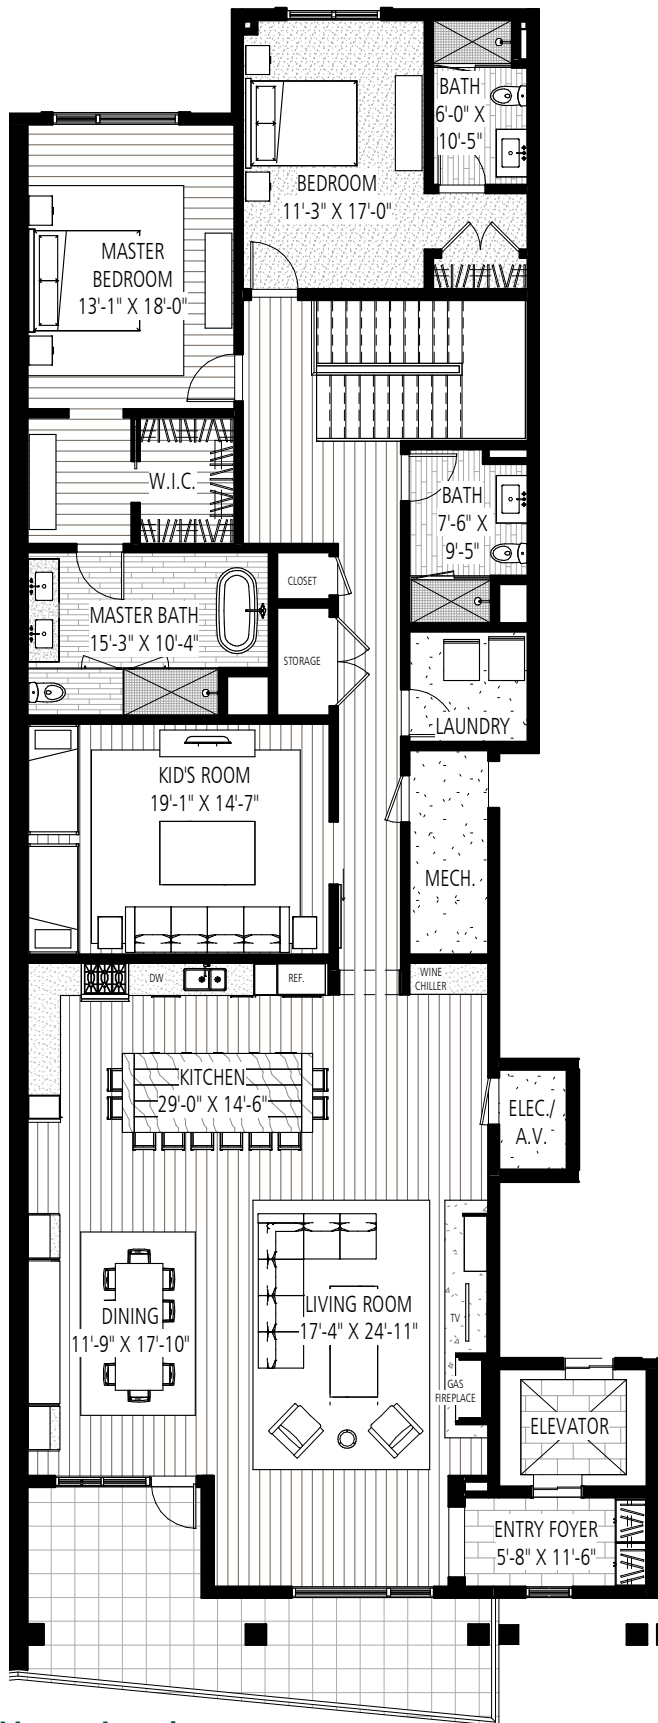 BATH
6'-0" X
10'-5"
BEDROOM
11'-3" X 17'-0"
MASTER
BEDROOM
13'-1" X 18'-0"
W.I.C.
BATH
7'-6" X
9'-5"
CLOSET
MASTER BATH
15'-3" X 10'-4"
STORAGE
LAUNDRY
KID'S ROOM
19'-1" X 14'-7"
MECH.
DW
REF.
WINE
CHILLER
KITCHEN
29'-0" X 14'-6"
ELEC./
A.V.
DINING
11'-9" X 17'-10"
LIVING ROOM
17'-4" X 24'-11"
TV
GAS
FIREPLACE
ELEVATOR
ENTRY FOYER
5'-8" X 11'-6"